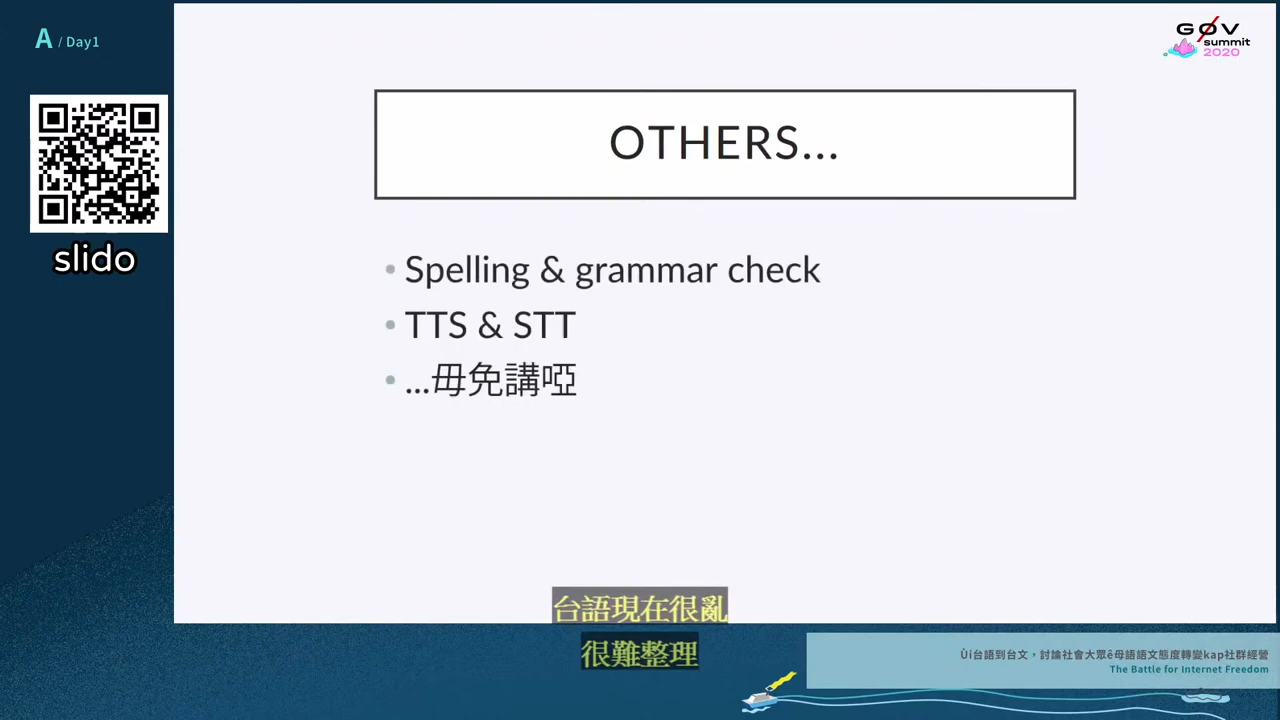 A / Day1
GØV
summit
2020
slido
OTHERS...
• Spelling & grammar check
• TTS & STT
• ...毋免講啞
台語現在很亂
很難整理
Ùi台語到台文，討論社會大眾ê母語語文態度轉變kap社群經營
The Battle for Internet Freedom